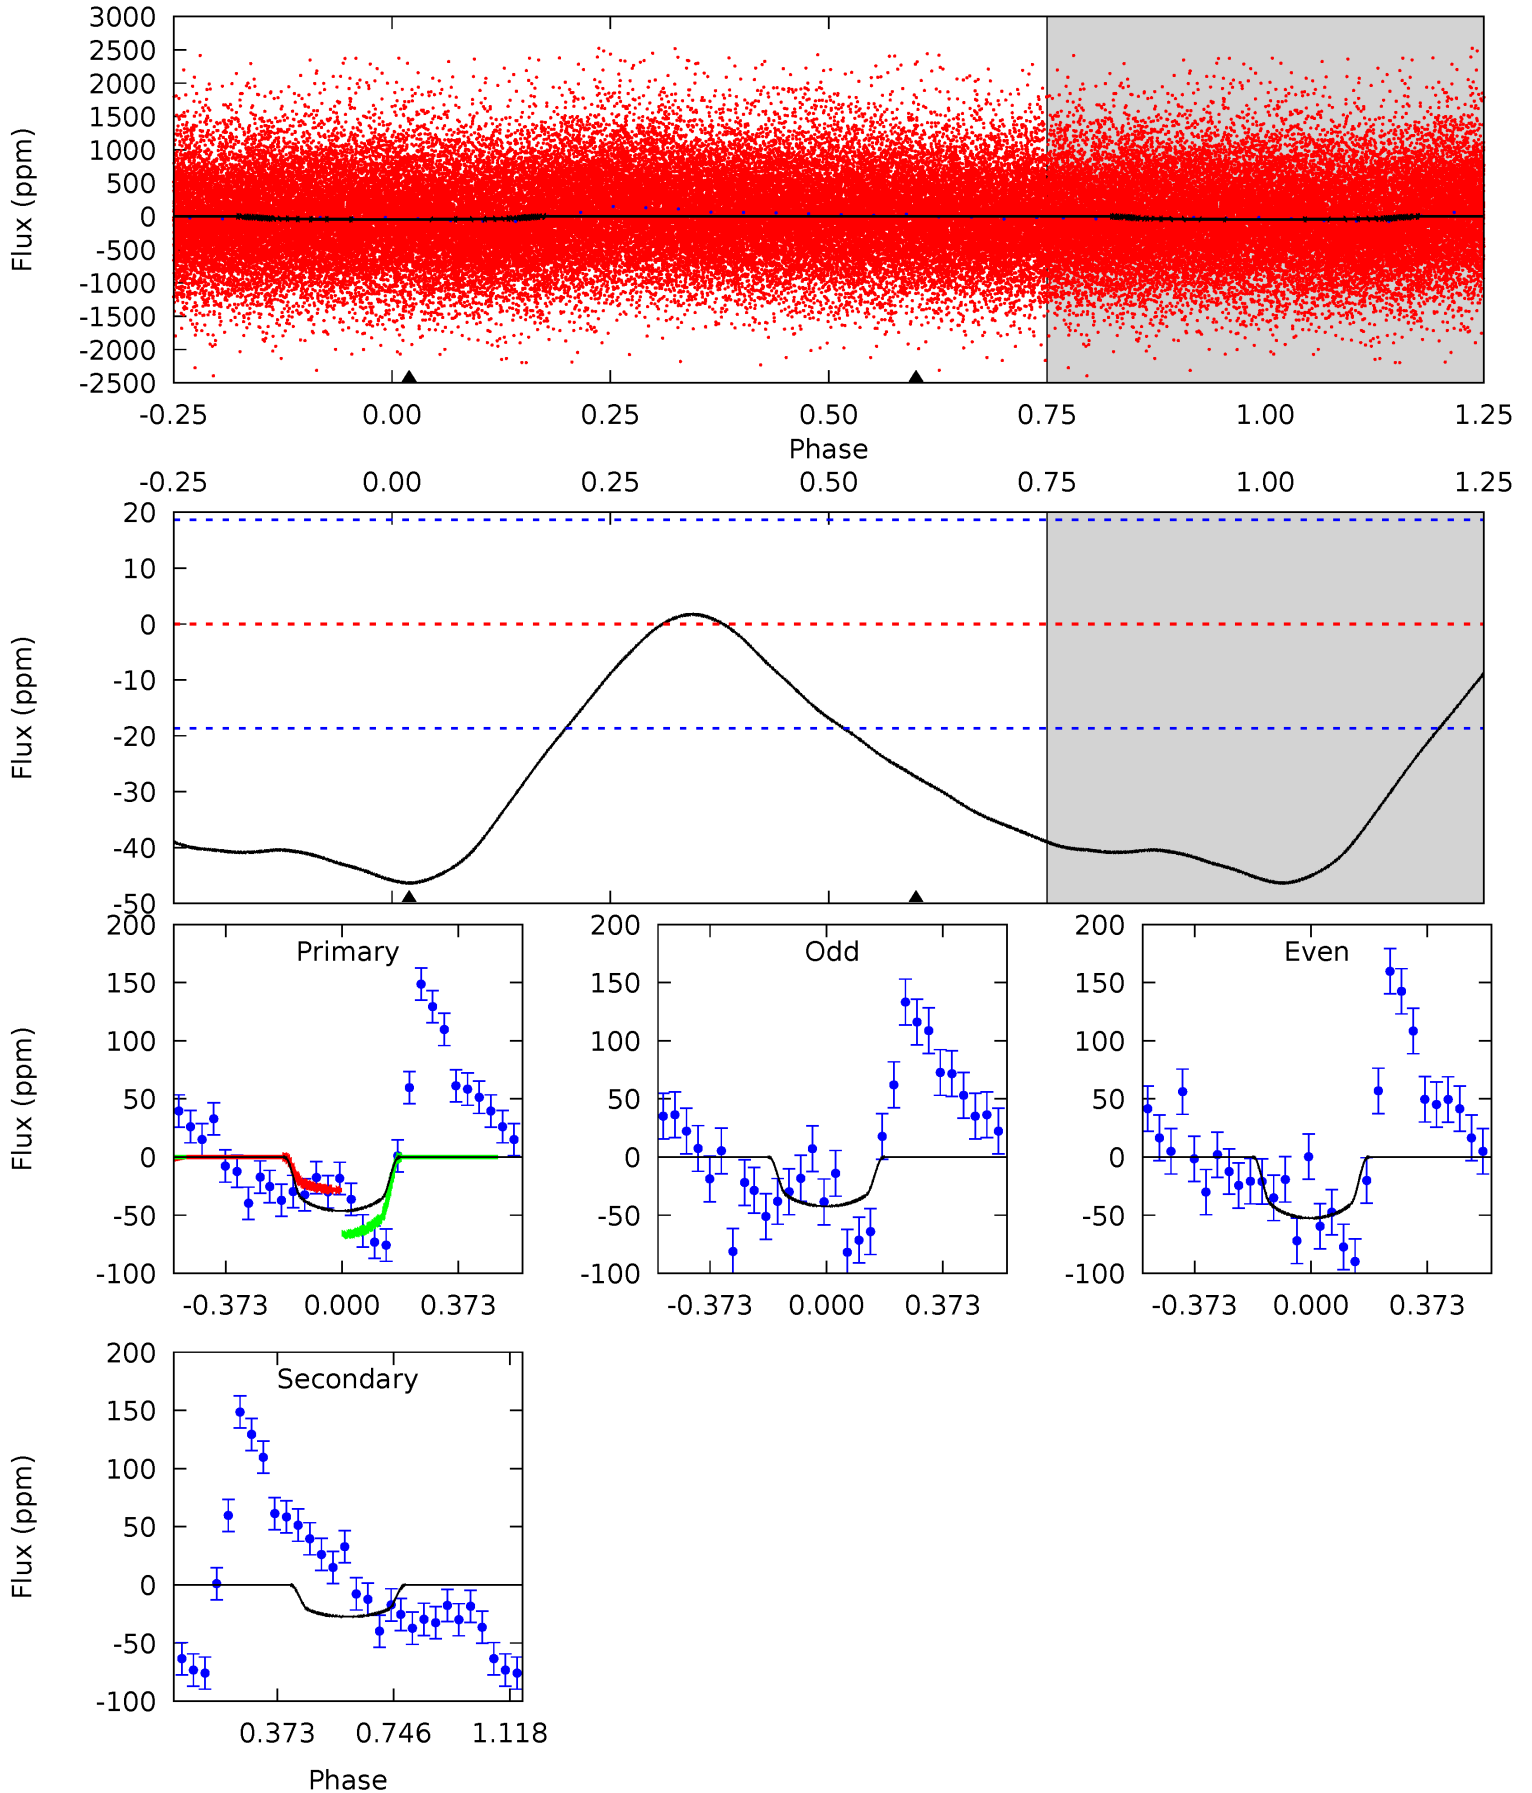 3000
2500
2000
1500
1000
500
0
-500
-1000
-1500
-2000
-2500
Flux (ppm)
-0.25 0.00 0.25 0.50 0.75 1.00 1.25
Phase
-0.25 0.00 0.25 0.50 0.75 1.00 1.25
20
10
0
-10
-20
-30
-40
-50
Flux (ppm)
Primary Odd Even
200 200 200
150 150 150
100 100 100
50 50 50
0 0 0
-50 -50 -50
-100 -100 -100
Flux (ppm)
-0.373 0.000 0.373 -0.373 0.000 0.373 -0.373 0.000 0.373
Secondary
200
150
100
50
0
-50
-100
Flux (ppm)
0.373 0.746 1.118
Phase